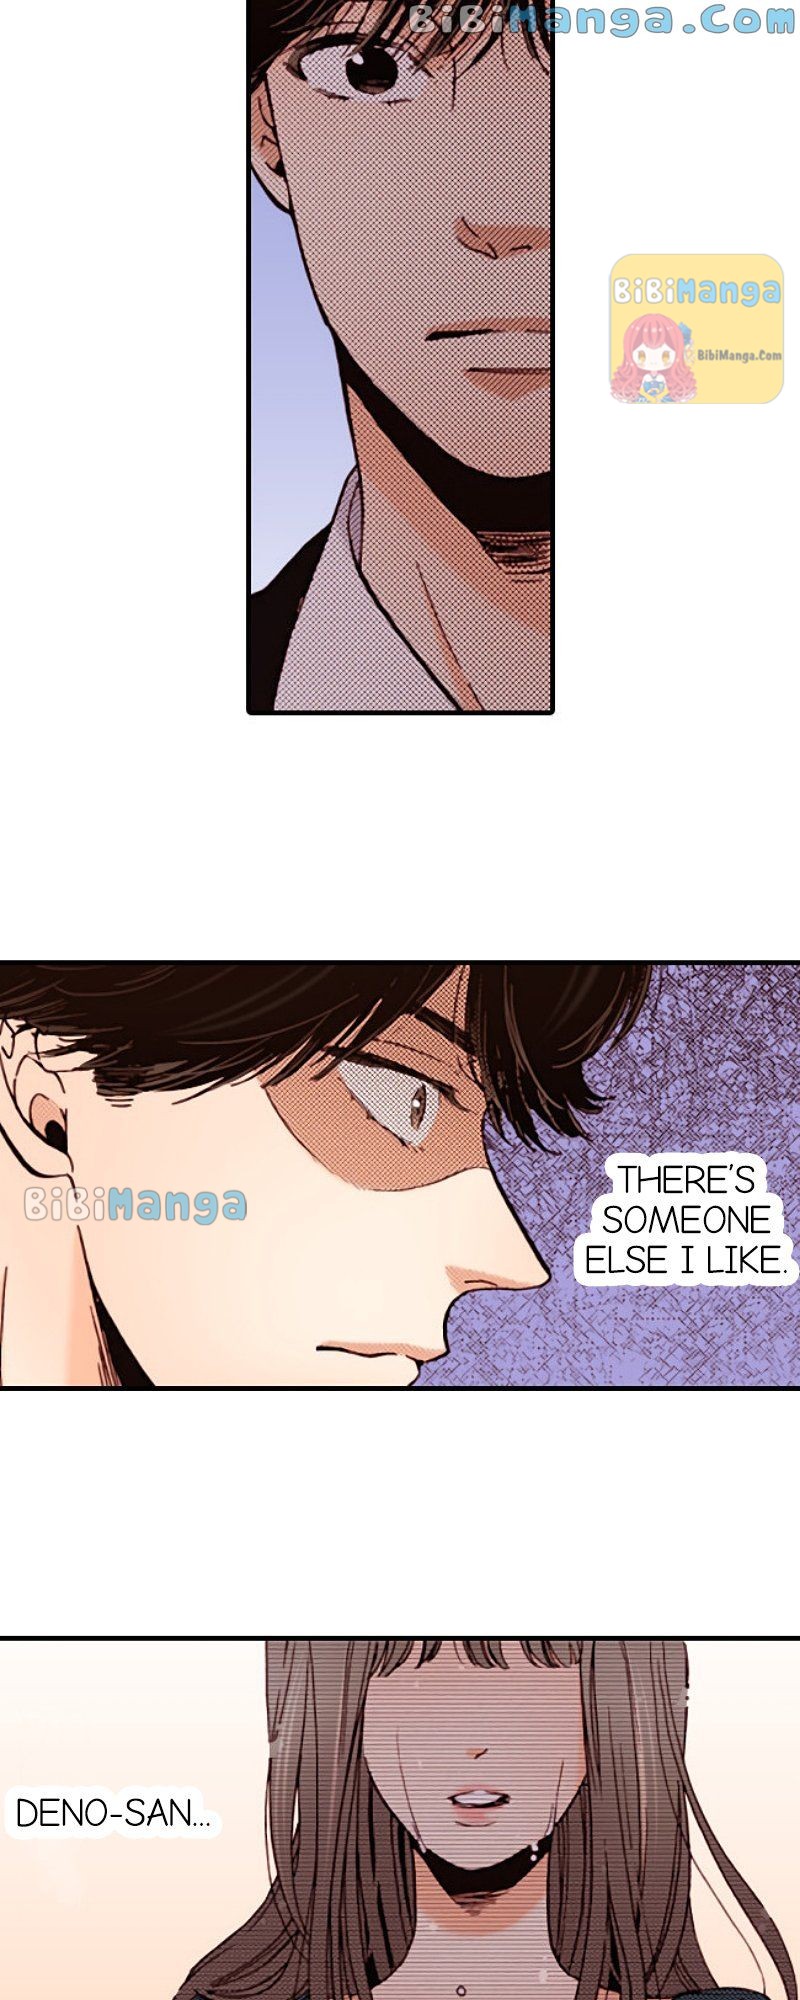 BiBiManga.Com
BiBiManga
BibiManga.Com
THERE'S
SOMEONE
ELSE I LIKE.
BiBiManga
DENO-SAN...